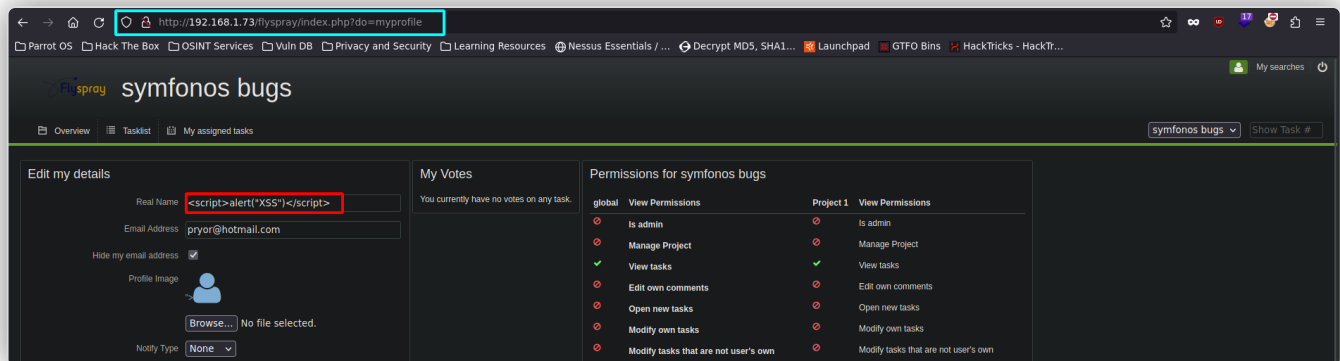 http://192.168.1.73/flyspray/index.php?do=myprofile
17
Parrot OS Hack The Box OSINT Services Vuln DB Privacy and Security Learning Resources Nessus Essentials / ... Decrypt MD5, SHA1... Launchpad GTFO Bins HackTricks - HackTr...
My searches
Flyspray symfonos bugs
Overview Tasklist My assigned tasks
symfonos bugs Show Task #
Edit my details
Real Name <script>alert("XSS")</script>
Email Address pryor@hotmail.com
Hide my email address
Profile Image
">
Browse... No file selected.
Notify Type None
My Votes
You currently have no votes on any task.
Permissions for symfonos bugs
global View Permissions Project 1 View Permissions
Is admin Is admin
Manage Project Manage Project
View tasks View tasks
Edit own comments Edit own comments
Open new tasks Open new tasks
Modify own tasks Modify own tasks
Modify tasks that are not user's own Modify tasks that are not user's own